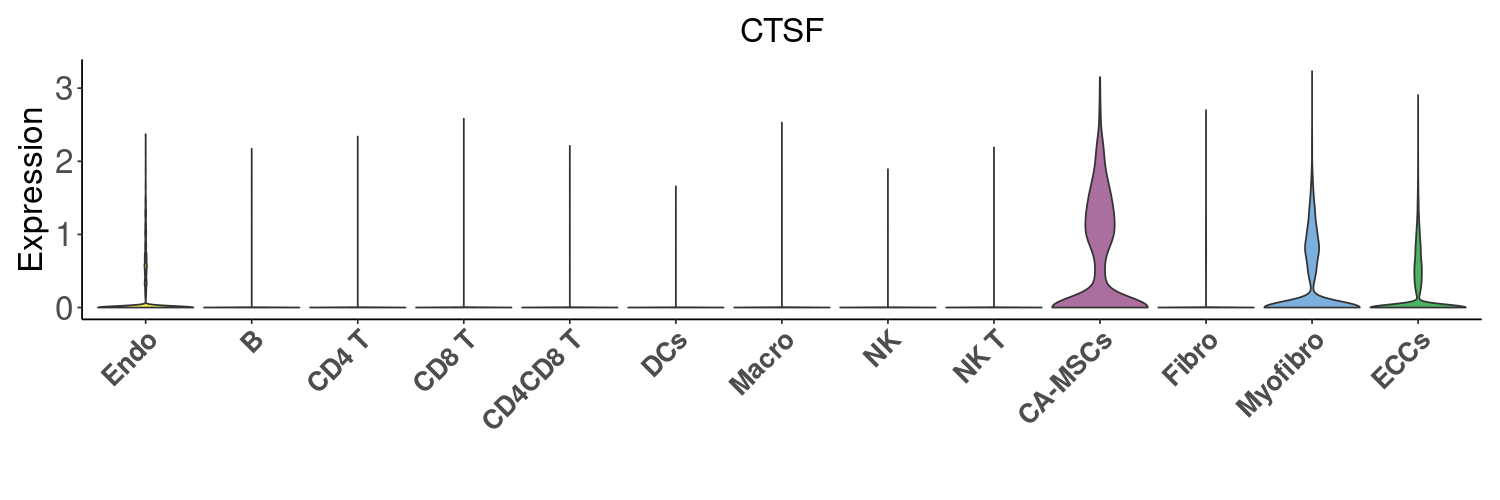 CTSF
Expression
3
2
1
0
Endo
B
CD4 T
CD8 T
CD4CD8 T
DCs
Macro
NK
NK T
CA-MSCs
Fibro
Myofibro
ECCs